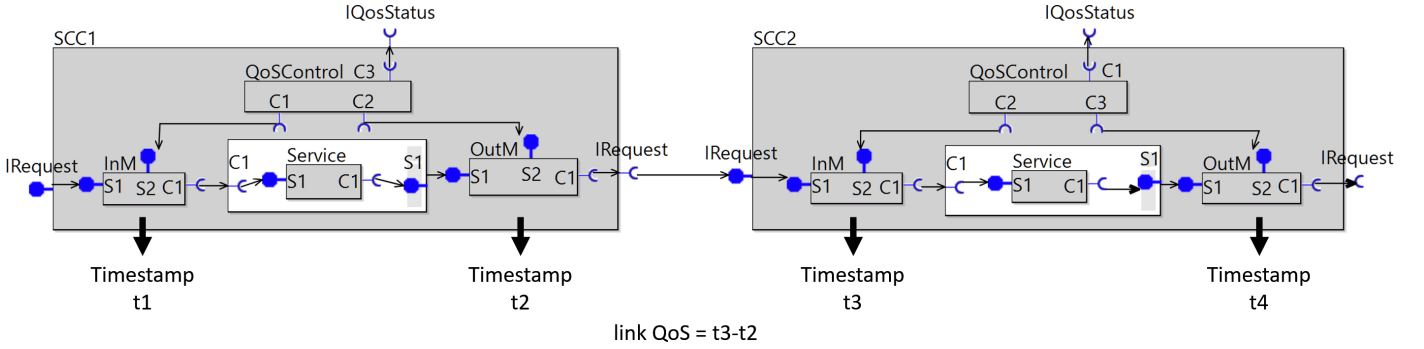 IQosStatus
IQosStatus
SCC1
SCC2
QoSControl C3
QoSControl C1
C1 C2
C2 C3
IRequest
InM
C1
Service
S1
OutM
IRequest
IRequest
InM
C1
Service
S1
OutM
IRequest
S1 S2 C1
S1 C1
S1 S2 C1
S1 S2 C1
S1 C1
S1 S2 C1
Timestamp
t1
Timestamp
t2
Timestamp
t3
Timestamp
t4
link QoS = t3-t2